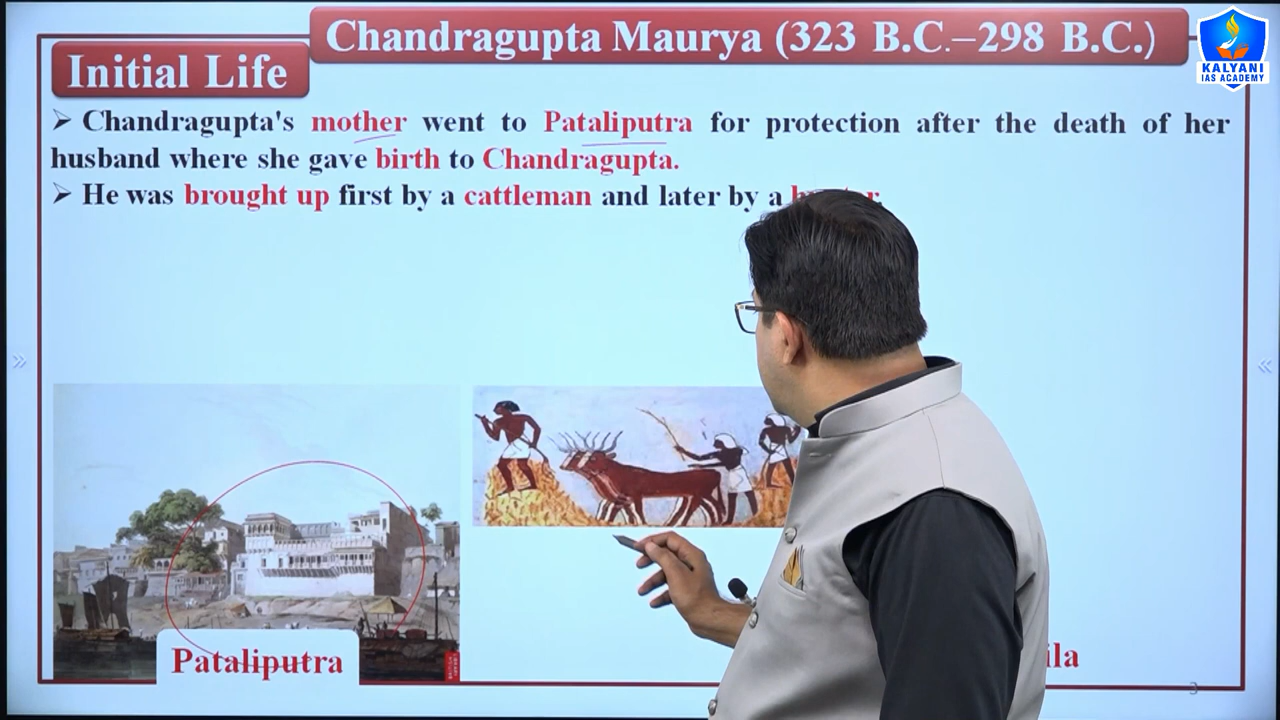 Chandragupta Maurya (323 B.C.–298 B.C.)
KALYANI
IAS ACADEMY
Initial Life
➢ Chandragupta's mother went to Pataliputra for protection after the death of her
husband where she gave birth to Chandragupta.
➢ He was brought up first by a cattleman and later by a
Pataliputra
3